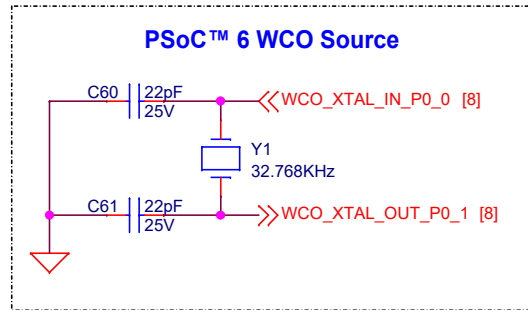 PSoC™ 6 WCO Source
C60 22pF
25V
WCO_XTAL_IN_P0_0 [8]
Y1
32.768KHz
C61 22pF
25V
WCO_XTAL_OUT_P0_1 [8]